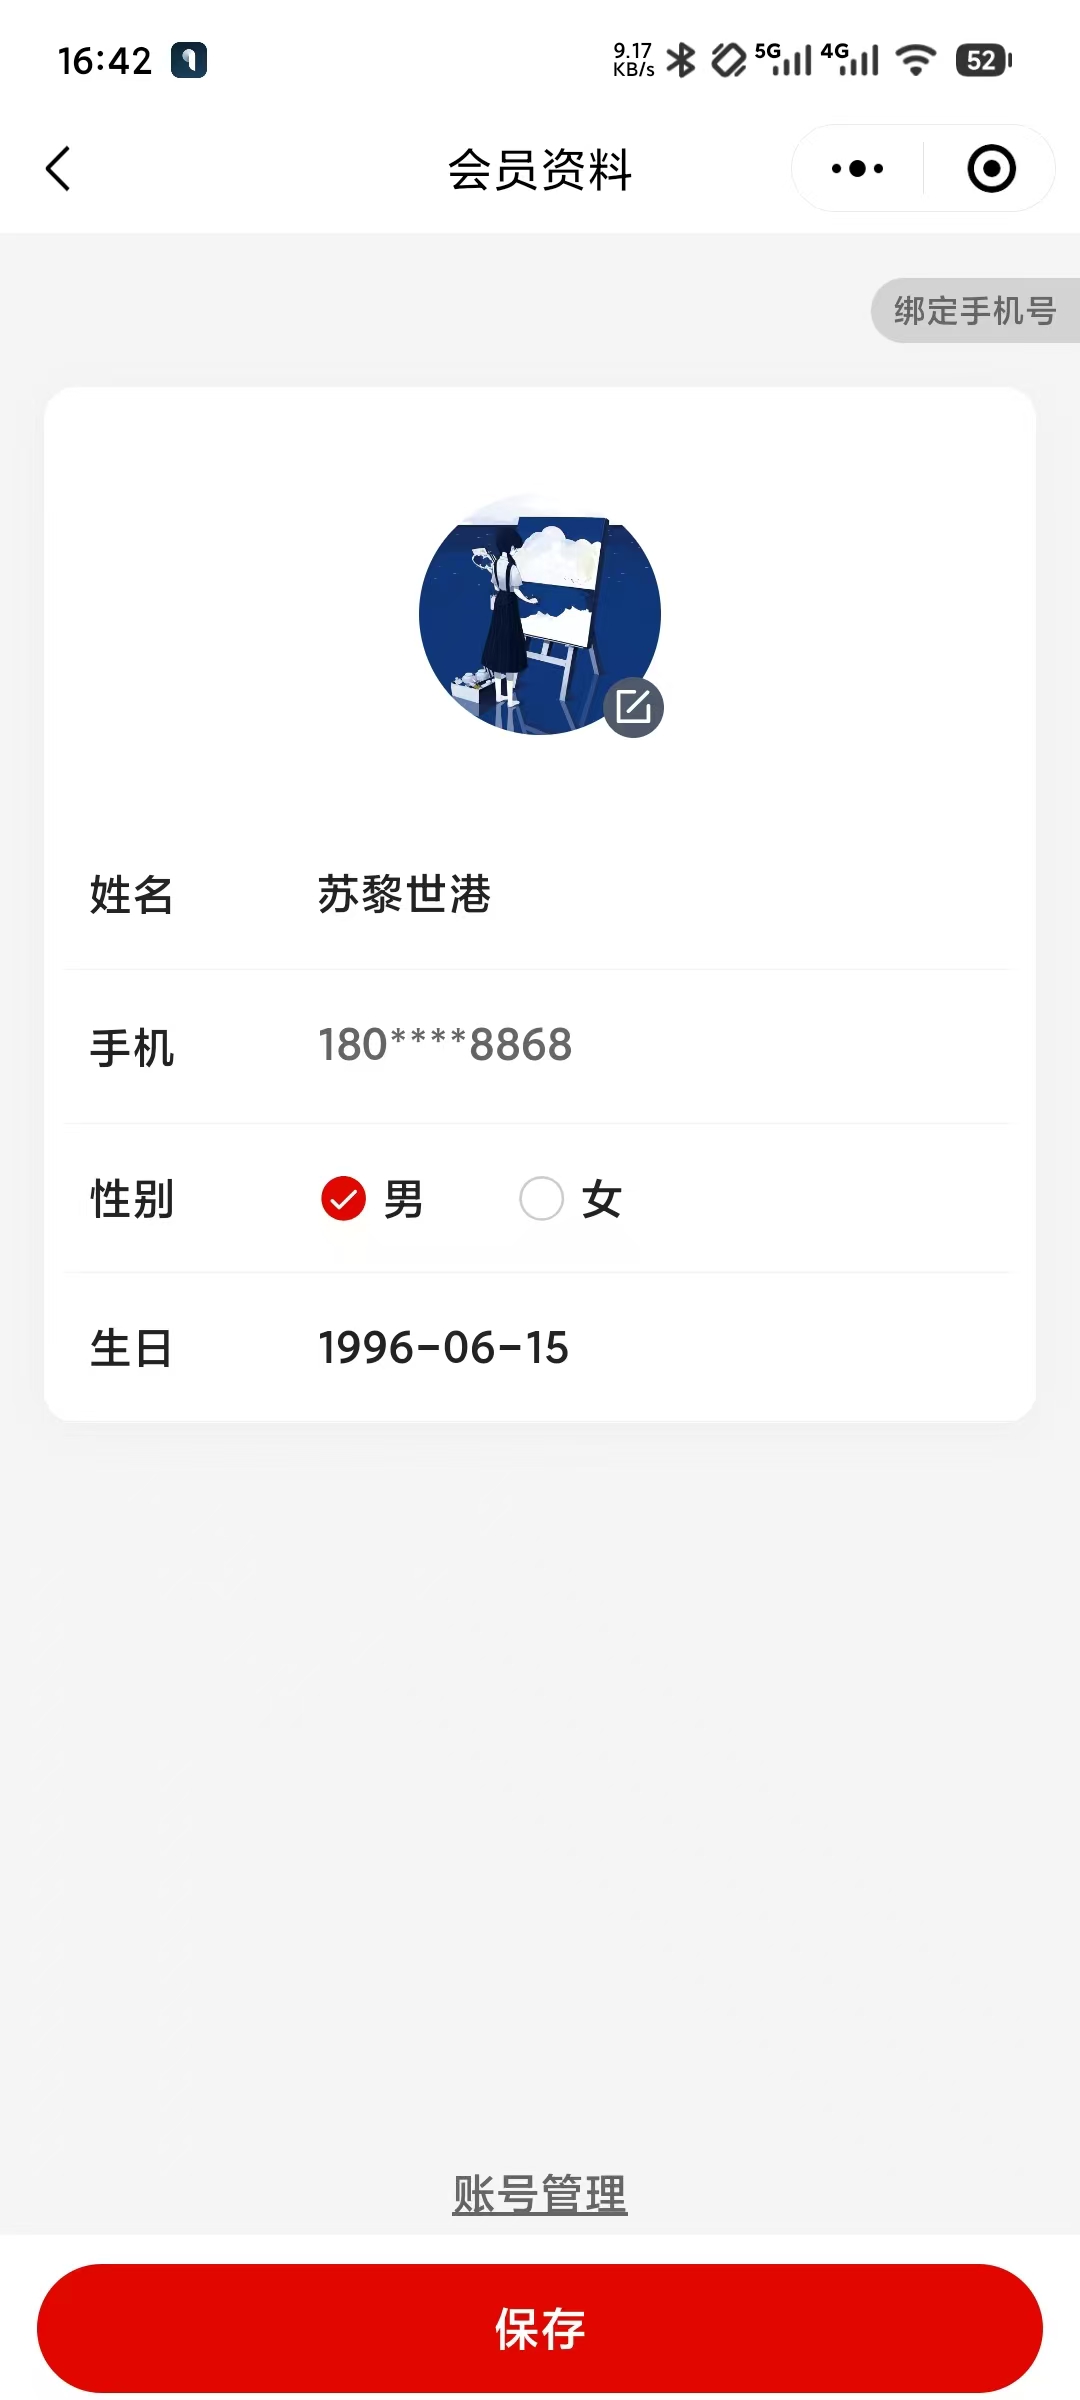 16:42
9.17
KB/s
5G
4G
52
会员资料
绑定手机号
姓名 苏黎世港
手机 180****8868
性别 男 女
生日 1996-06-15
账号管理
保存